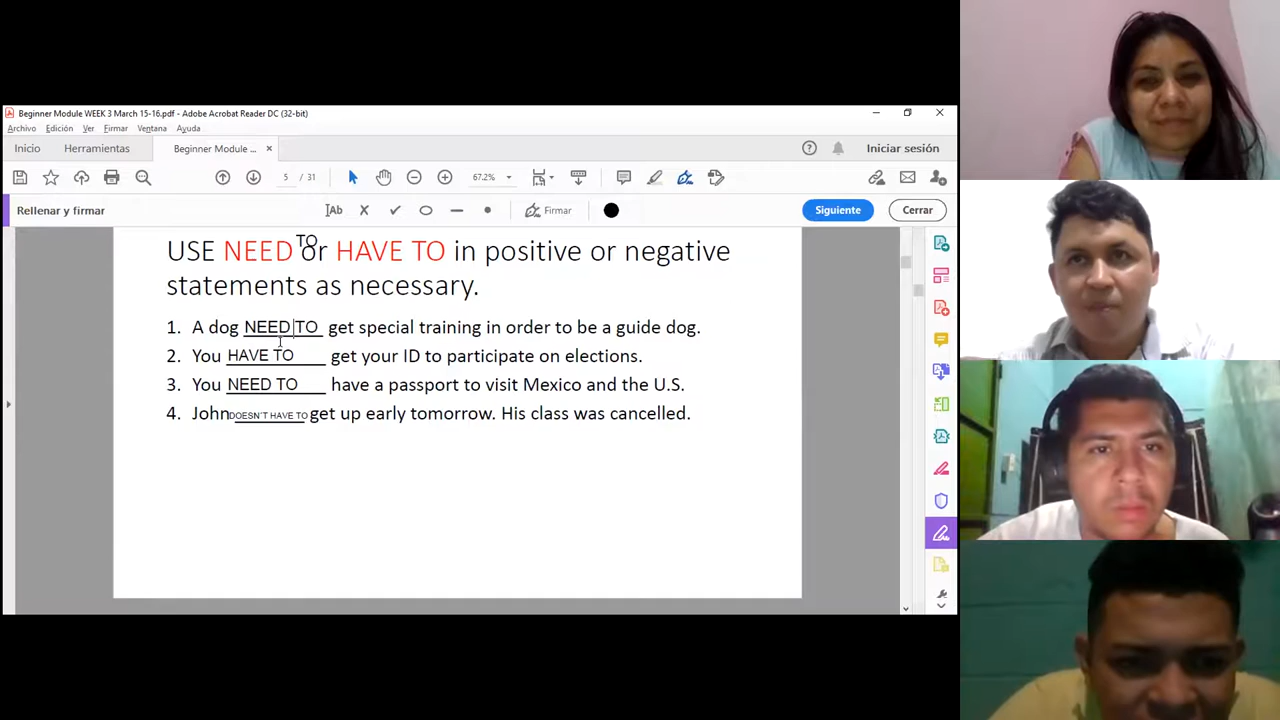 Beginner Module WEEK 3 March 15-16.pdf - Adobe Acrobat Reader DC (32-bit)
Archivo Edición Ver Firmar Ventana Ayuda
Inicio Herramientas Beginner Module ... Iniciar sesión
5 / 31 67.2%
Rellenar y firmar Ab Firmar Siguiente Cerrar
USE NEED TO or HAVE TO in positive or negative
statements as necessary.
1. A dog NEED TO get special training in order to be a guide dog.
2. You HAVE TO get your ID to participate on elections.
3. You NEED TO have a passport to visit Mexico and the U.S.
4. John DOESN'T HAVE TO get up early tomorrow. His class was cancelled.